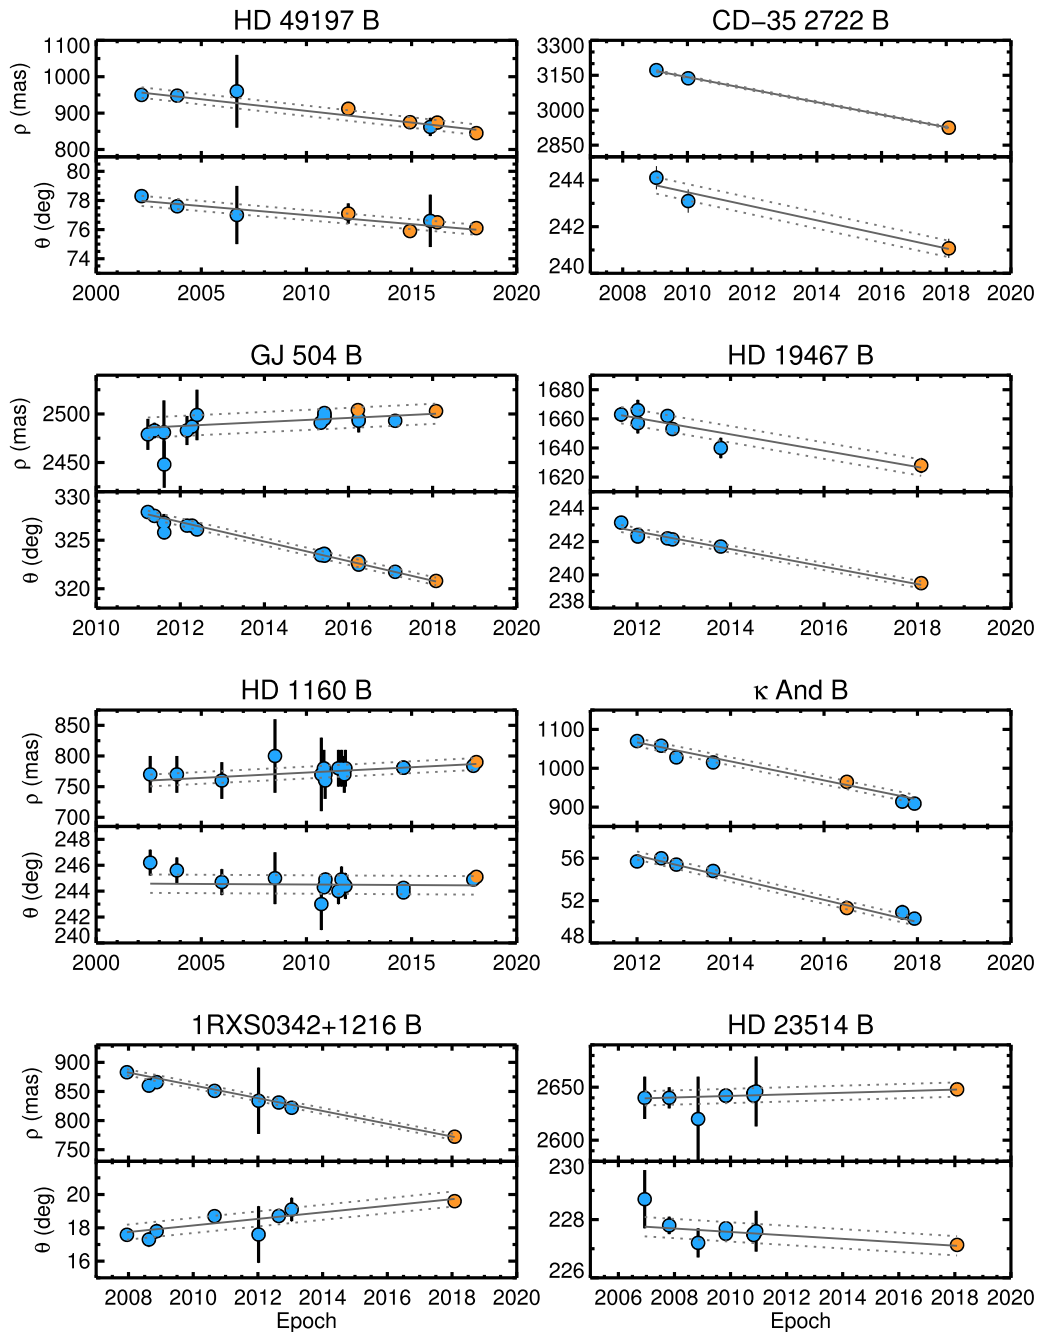 HD 49197 B
1100
1000
900
800
ρ (mas)
80
78
76
74
θ (deg)
2000 2005 2010 2015 2020
CD−35 2722 B
3300
3150
3000
2850
244
242
240
2008 2010 2012 2014 2016 2018 2020
GJ 504 B
2500
2450
ρ (mas)
330
325
320
θ (deg)
2010 2012 2014 2016 2018 2020
HD 19467 B
1680
1660
1640
1620
244
242
240
238
2012 2014 2016 2018 2020
HD 1160 B
850
800
750
700
ρ (mas)
248
246
244
242
240
θ (deg)
2000 2005 2010 2015 2020
κ And B
1100
1000
900
56
52
48
2012 2014 2016 2018 2020
1RXS0342+1216 B
900
850
800
750
ρ (mas)
20
18
16
θ (deg)
2008 2010 2012 2014 2016 2018 2020
Epoch
HD 23514 B
2650
2600
230
228
226
2006 2008 2010 2012 2014 2016 2018 2020
Epoch